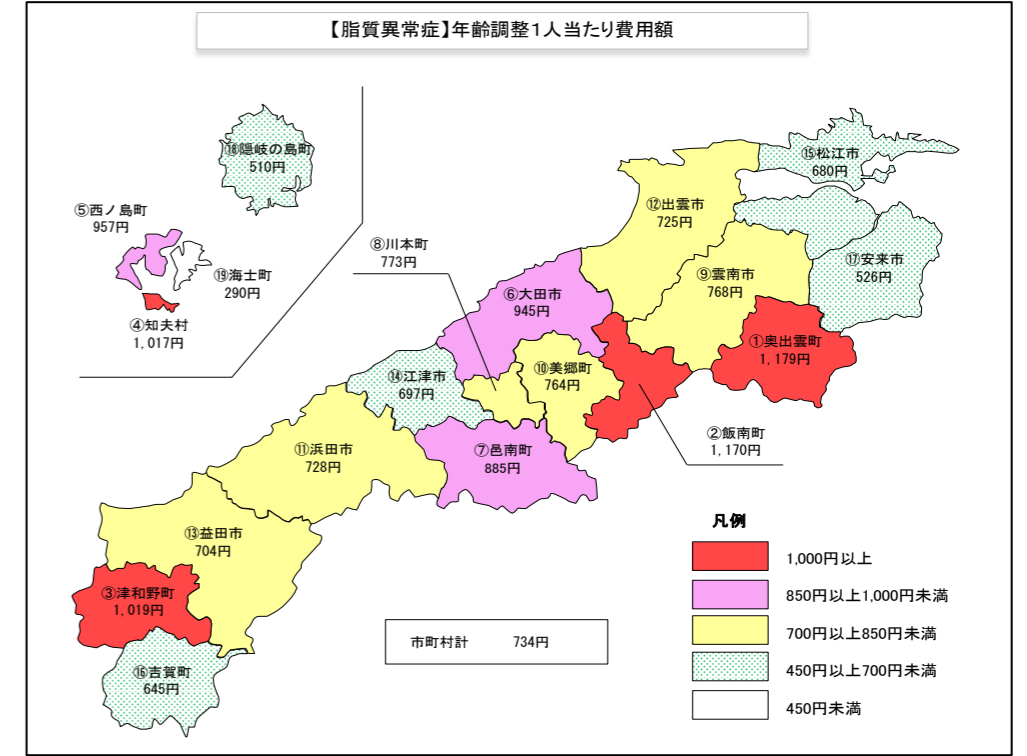 【脂質異常症】年齢調整１人当たり費用額
⑱隠岐の島町
510円
⑤西ノ島町
957円
⑲海士町
290円
④知夫村
1,017円
⑮松江市
680円
⑫出雲市
725円
⑧川本町
773円
⑰安来市
526円
⑨雲南市
768円
⑥大田市
945円
①奥出雲町
1,179円
⑩美郷町
764円
⑭江津市
697円
②飯南町
1,170円
⑪浜田市
728円
⑦邑南町
885円
⑬益田市
704円
③津和野町
1,019円
⑯吉賀町
645円
市町村計 734円
凡例
1,000円以上
850円以上1,000円未満
700円以上850円未満
450円以上700円未満
450円未満